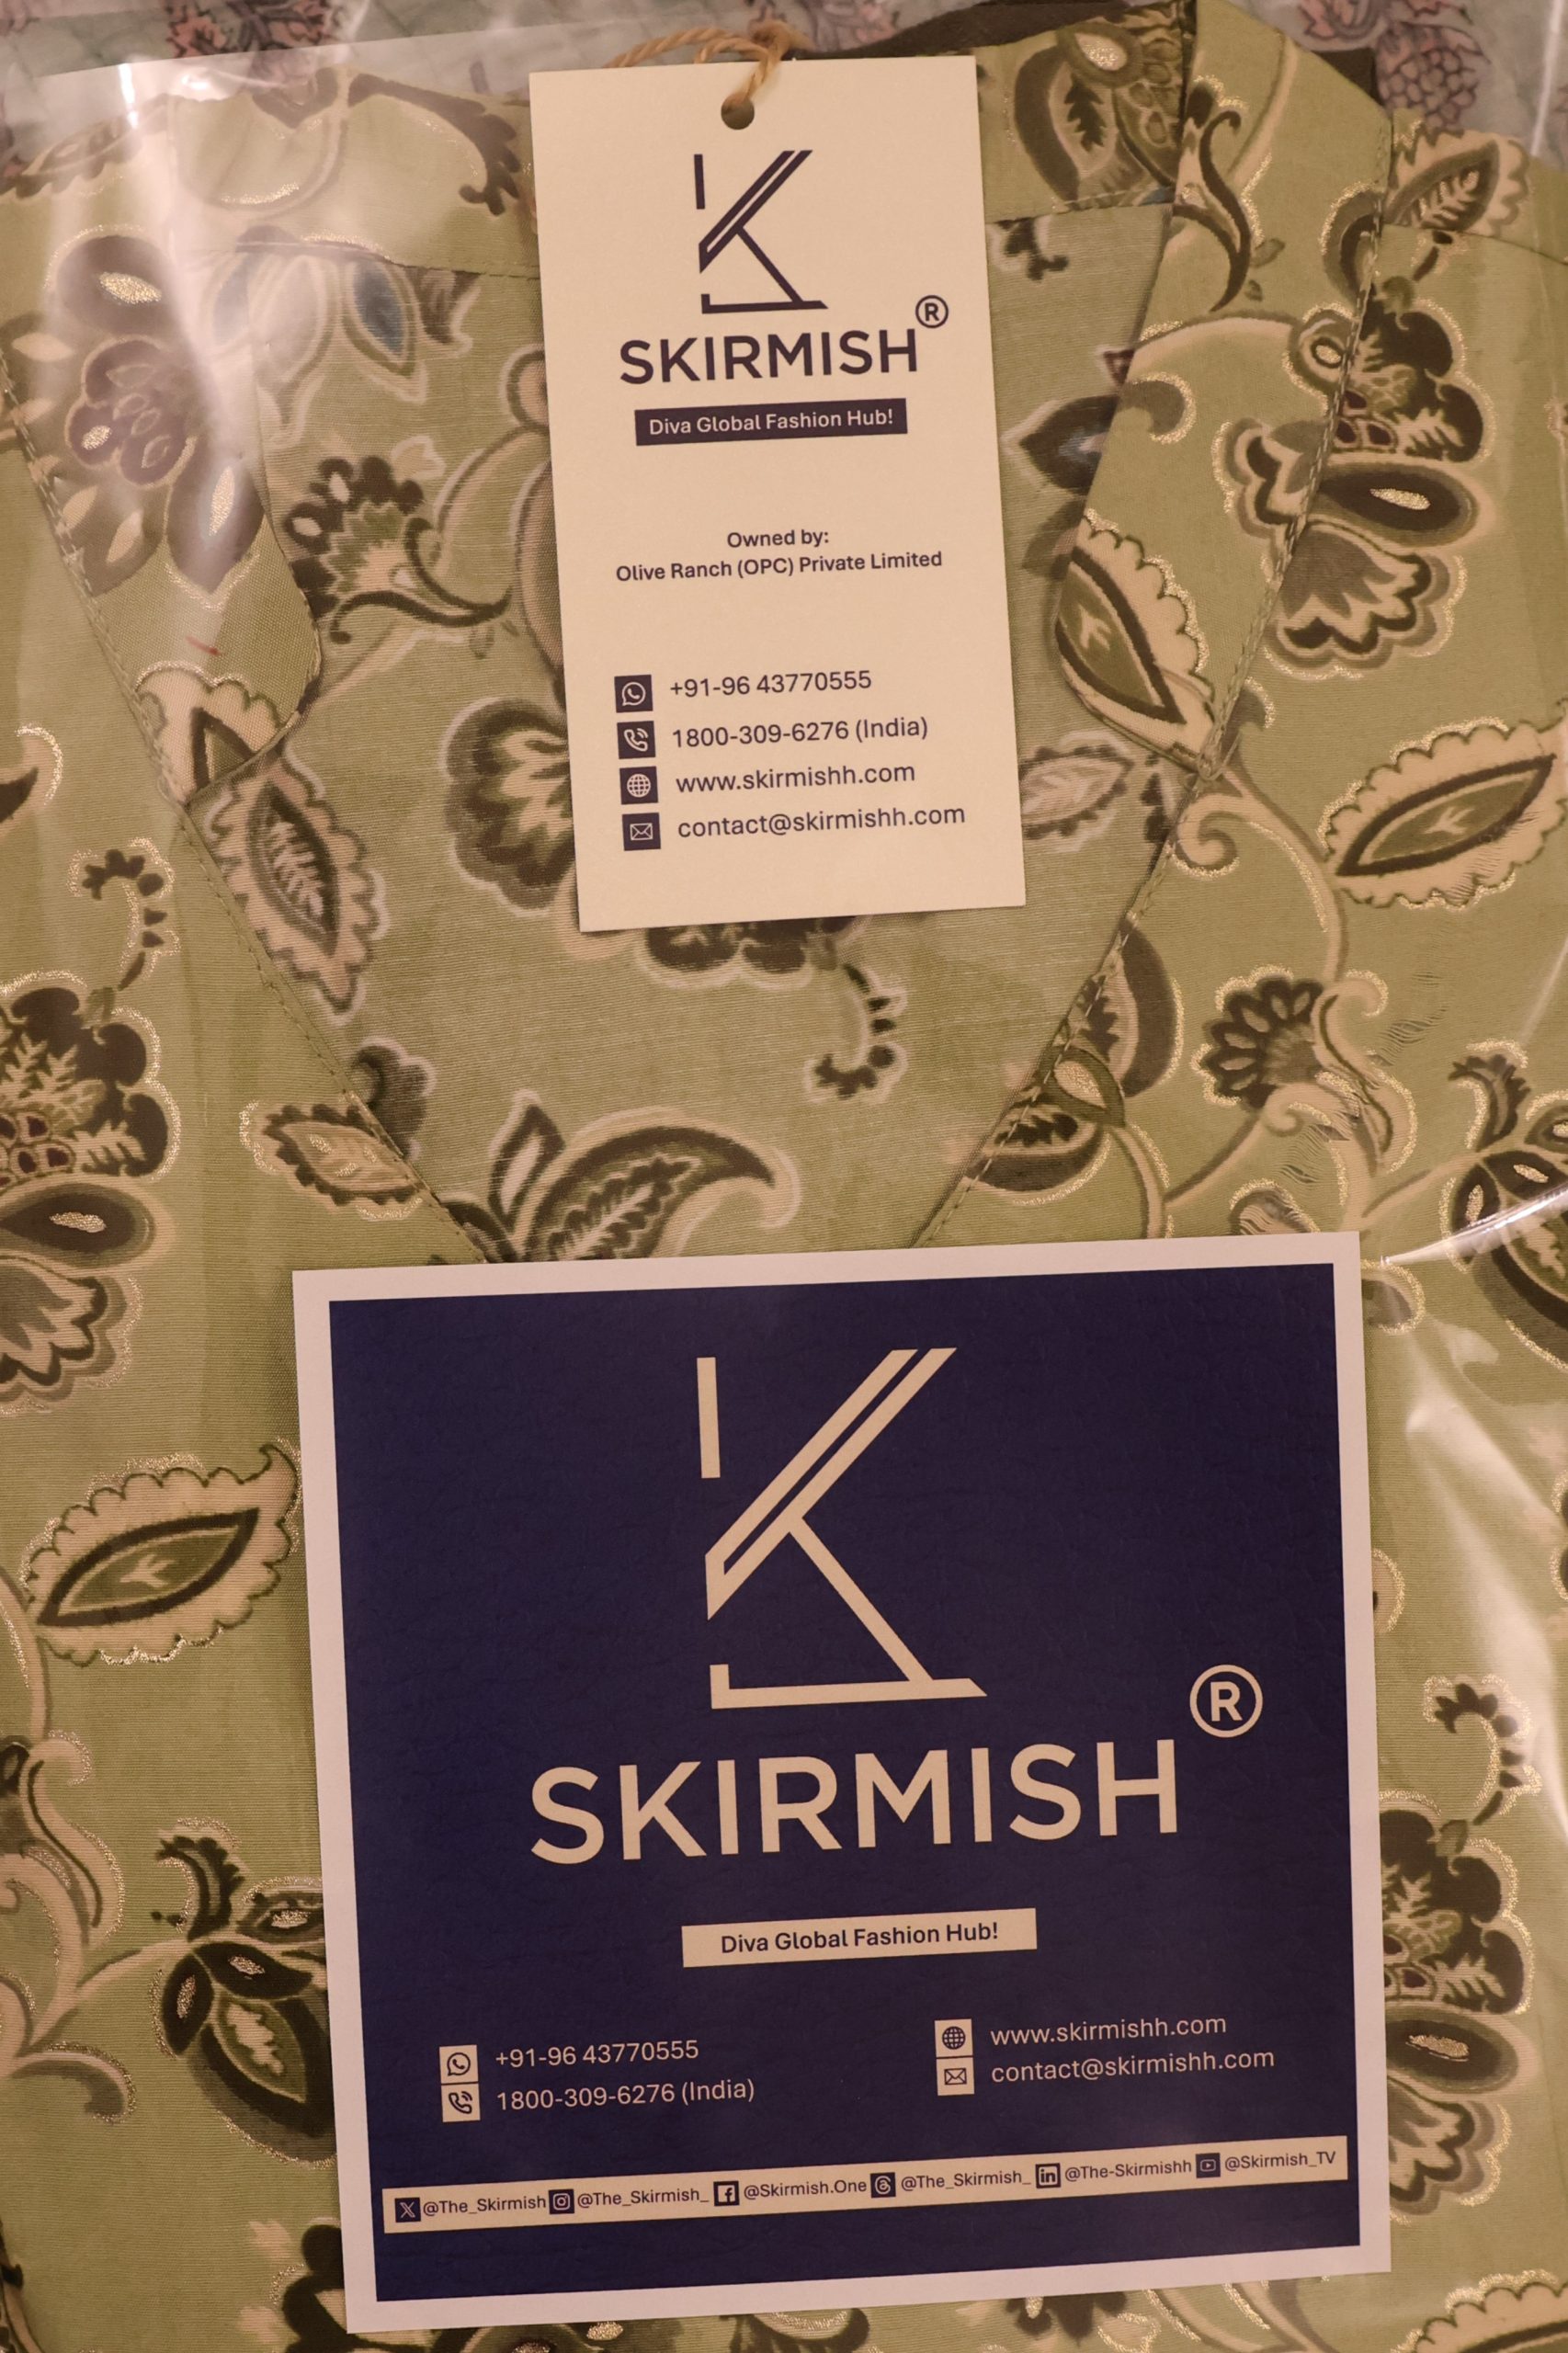 SKIRMISH®
Diva Global Fashion Hub!
Owned by:
Olive Ranch (OPC) Private Limited
+91-96 43770555
1800-309-6276 (India)
www.skirmishh.com
contact@skirmishh.com
SKIRMISH®
Diva Global Fashion Hub!
+91-96 43770555
1800-309-6276 (India)
www.skirmishh.com
contact@skirmishh.com
@The_Skirmish @The_Skirmish_ @Skirmish.One @The_Skirmish_ @The-Skirmishh @Skirmish_TV